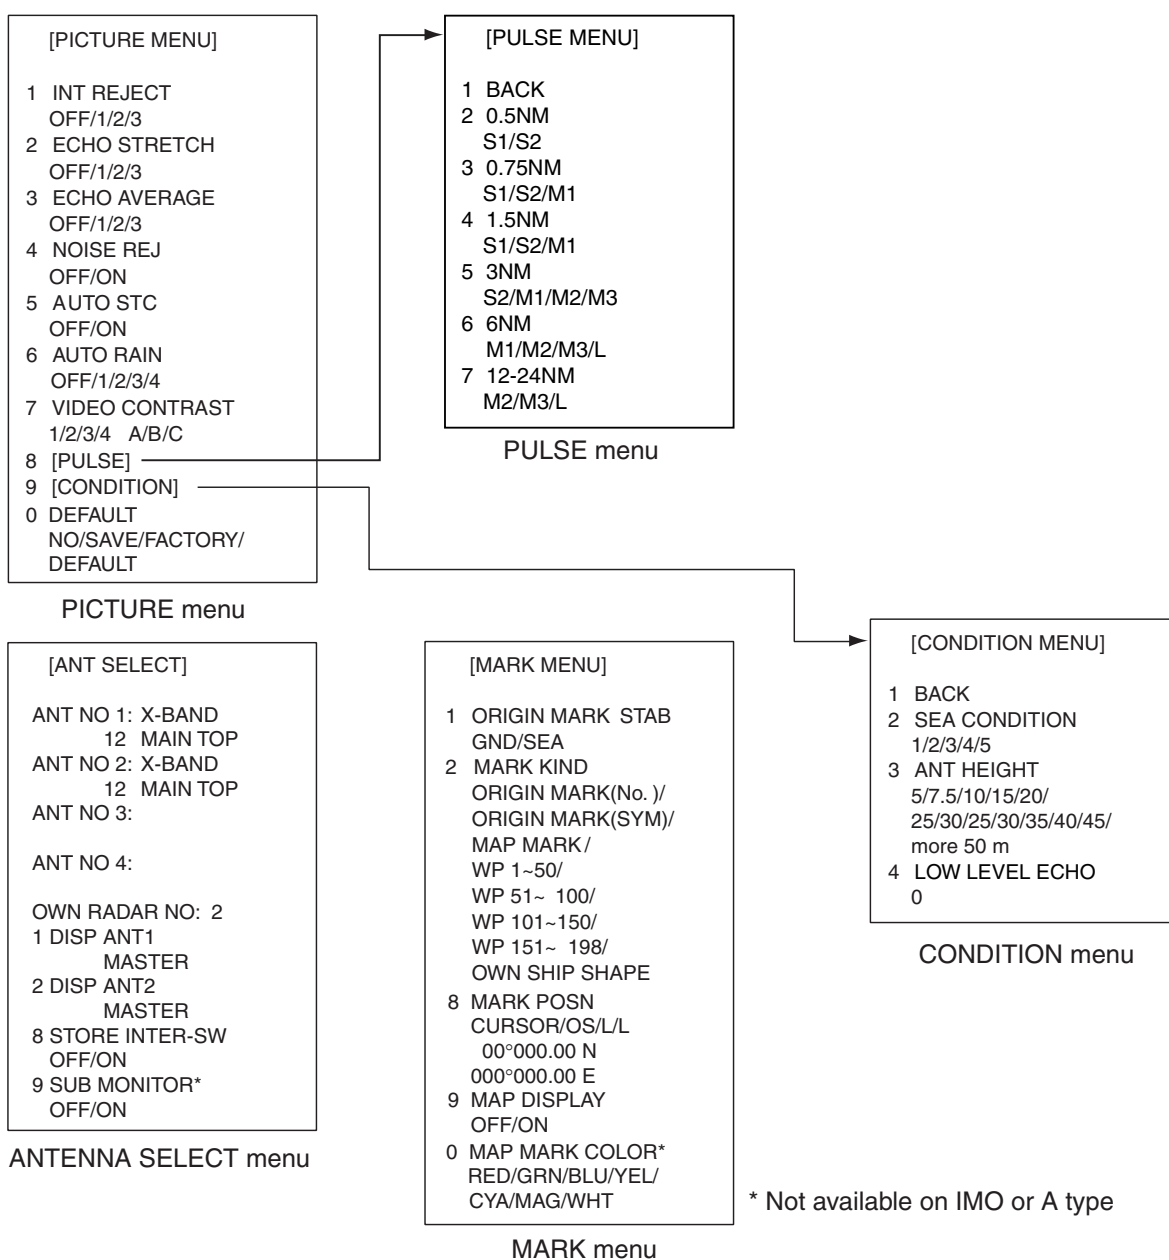 [PICTURE MENU]
1 INT REJECT
OFF/1/2/3
2 ECHO STRETCH
OFF/1/2/3
3 ECHO AVERAGE
OFF/1/2/3
4 NOISE REJ
OFF/ON
5 AUTO STC
OFF/ON
6 AUTO RAIN
OFF/1/2/3/4
7 VIDEO CONTRAST
1/2/3/4 A/B/C
8 [PULSE]
9 [CONDITION]
0 DEFAULT
NO/SAVE/FACTORY/
DEFAULT
PICTURE menu
[PULSE MENU]
1 BACK
2 0.5NM
S1/S2
3 0.75NM
S1/S2/M1
4 1.5NM
S1/S2/M1
5 3NM
S2/M1/M2/M3
6 6NM
M1/M2/M3/L
7 12-24NM
M2/M3/L
PULSE menu
[ANT SELECT]
ANT NO 1: X-BAND
12 MAIN TOP
ANT NO 2: X-BAND
12 MAIN TOP
ANT NO 3:
ANT NO 4:
OWN RADAR NO: 2
1 DISP ANT1
MASTER
2 DISP ANT2
MASTER
8 STORE INTER-SW
OFF/ON
9 SUB MONITOR*
OFF/ON
ANTENNA SELECT menu
[MARK MENU]
1 ORIGIN MARK STAB
GND/SEA
2 MARK KIND
ORIGIN MARK(No. )/
ORIGIN MARK(SYM)/
MAP MARK/
WP 1~50/
WP 51~ 100/
WP 101~150/
WP 151~ 198/
OWN SHIP SHAPE
8 MARK POSN
CURSOR/OS/L/L
00°000.00 N
000°000.00 E
9 MAP DISPLAY
OFF/ON
0 MAP MARK COLOR*
RED/GRN/BLU/YEL/
CYA/MAG/WHT
MARK menu
[CONDITION MENU]
1 BACK
2 SEA CONDITION
1/2/3/4/5
3 ANT HEIGHT
5/7.5/10/15/20/
25/30/25/30/35/40/45/
more 50 m
4 LOW LEVEL ECHO
0
CONDITION menu
* Not available on IMO or A type